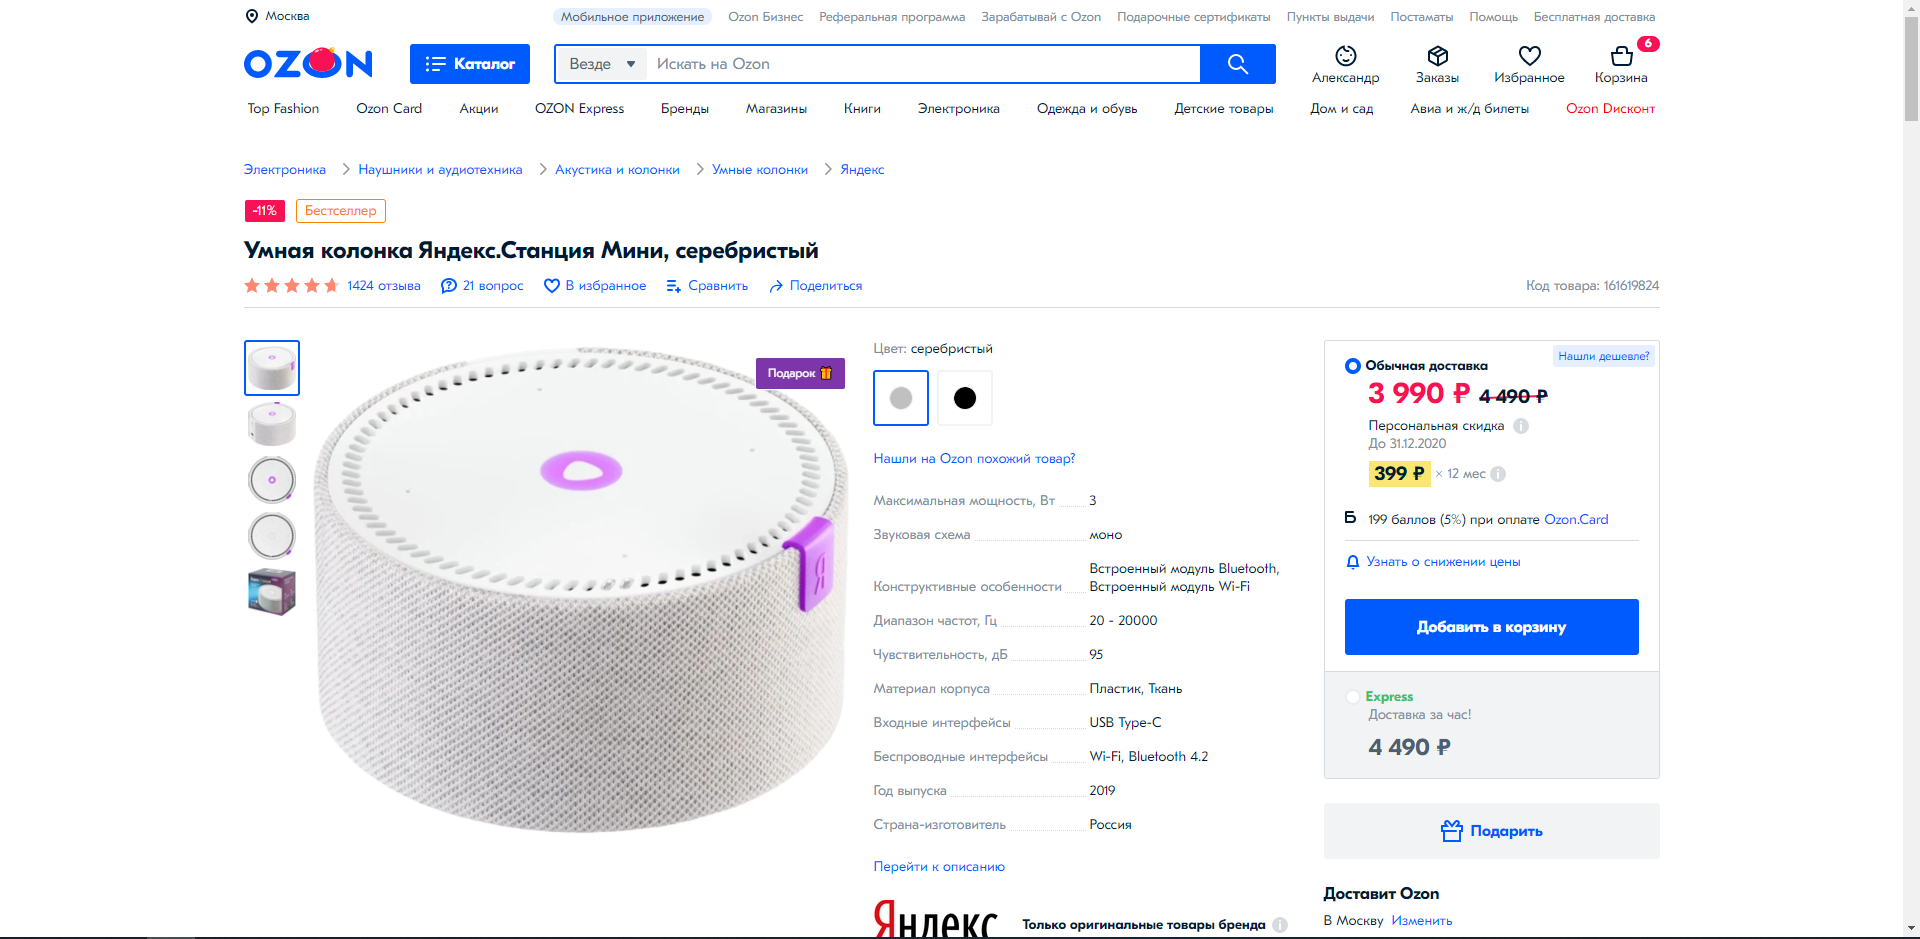 Москва
Мобильное приложение Ozon Бизнес Реферальная программа Зарабатывай с Ozon Подарочные сертификаты Пункты выдачи Постаматы Помощь Бесплатная доставка
OZON
Каталог
Везде Искать на Ozon
Александр Заказы Избранное Корзина 6
Top Fashion Ozon Card Акции OZON Express Бренды Магазины Книги Электроника Одежда и обувь Детские товары Дом и сад Авиа и ж/д билеты Ozon Dисконт
Электроника Наушники и аудиотехника Акустика и колонки Умные колонки Яндекс
-11% Бестселлер
Умная колонка Яндекс.Станция Мини, серебристый
1424 отзыва 21 вопрос В избранное Сравнить Поделиться Код товара: 161619824
Подарок
Цвет: серебристый
Нашли на Ozon похожий товар?
Максимальная мощность, Вт 3
Звуковая схема моно
Конструктивные особенности Встроенный модуль Bluetooth,
Встроенный модуль Wi-Fi
Диапазон частот, Гц 20 - 20000
Чувствительность, дБ 95
Материал корпуса Пластик, Ткань
Входные интерфейсы USB Type-C
Беспроводные интерфейсы Wi-Fi, Bluetooth 4.2
Год выпуска 2019
Страна-изготовитель Россия
Перейти к описанию
Яндекс Только оригинальные товары бренда
Нашли дешевле?
Обычная доставка
3 990 ₽ 4 490 ₽
Персональная скидка
До 31.12.2020
399 ₽ × 12 мес
Б 199 баллов (5%) при оплате Ozon.Card
Узнать о снижении цены
Добавить в корзину
Express
Доставка за час!
4 490 ₽
Подарить
Доставит Ozon
В Москву Изменить